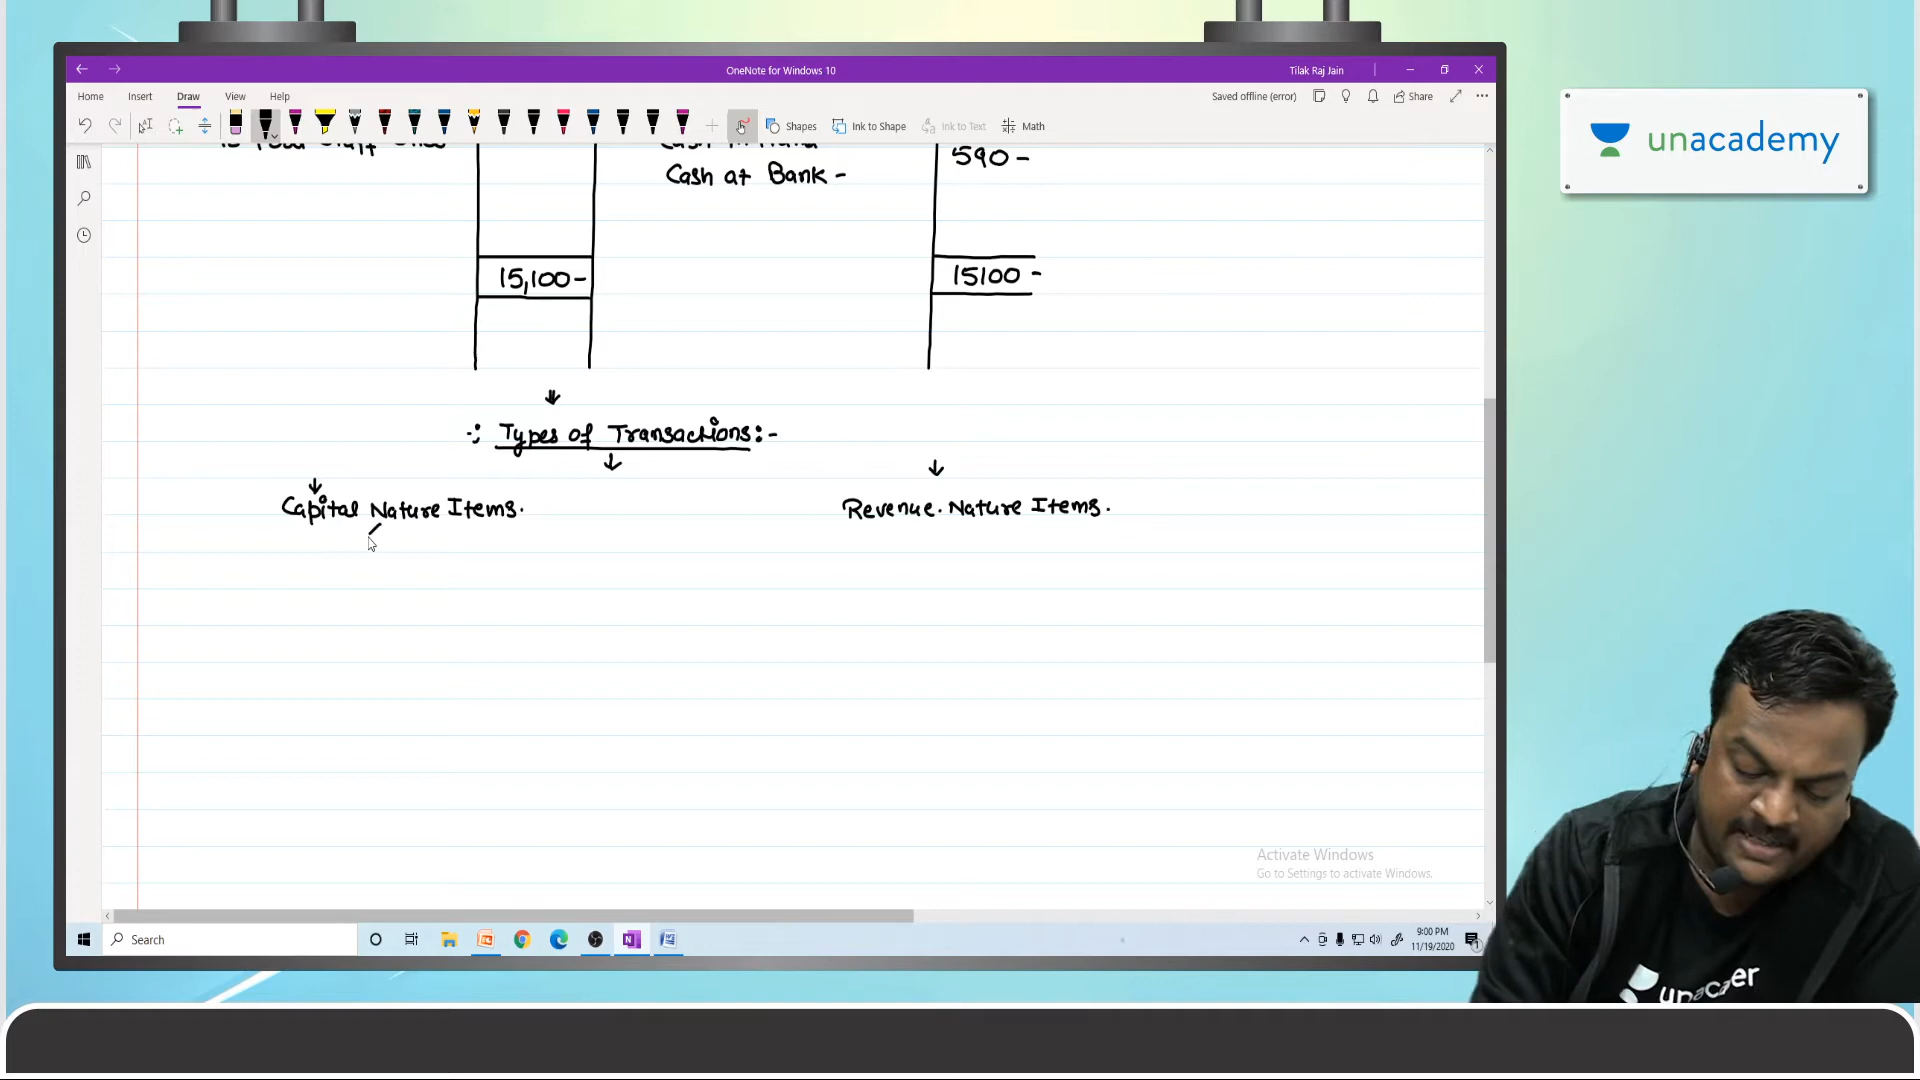 OneNote for Windows 10
Tilak Raj Jain
Home Insert Draw View Help
Saved offline (error) Share
Shapes Ink to Shape Ink to Text Math
590 -
Cash at Bank -
15,100 - 15100 -
-: Types of Transactions :-
Capital Nature Items. Revenue. Nature Items.
unacademy
Activate Windows
Go to Settings to activate Windows.
Search
9:00 PM
11/19/2020